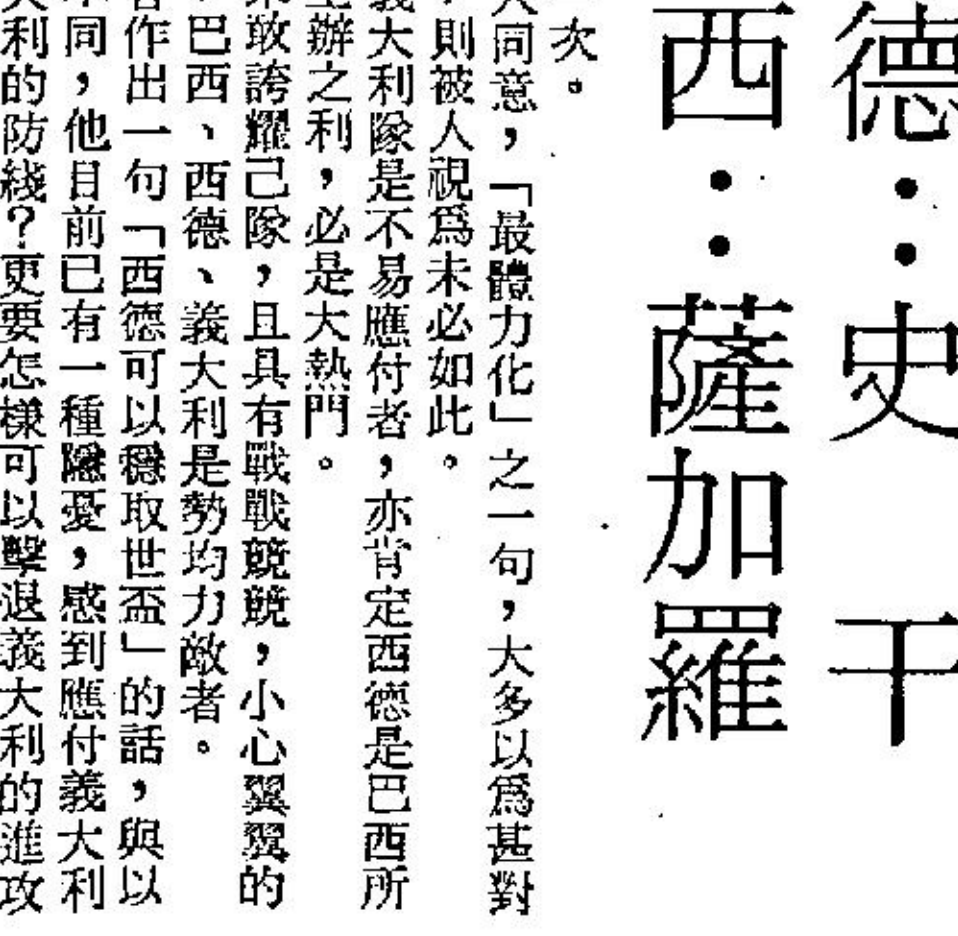 德：史　干
西：薩加羅
次。
同意，「最體力化」之一句，大多以爲甚對
，則被人視爲未必如此。
義大利隊是不易應付者，亦肯定西德是巴西所
辦之利，必是大熱門。
敢誇耀己隊，且具有戰戰競競，小心翼翼的
巴西、西德、義大利是勢均力敵者。
作出一句「西德可以穩取世盃」的話，與以
不同，他目前已有一種隱憂，感到應付義大利
大利的防綫？更要怎樣可以擊退義大利的進攻